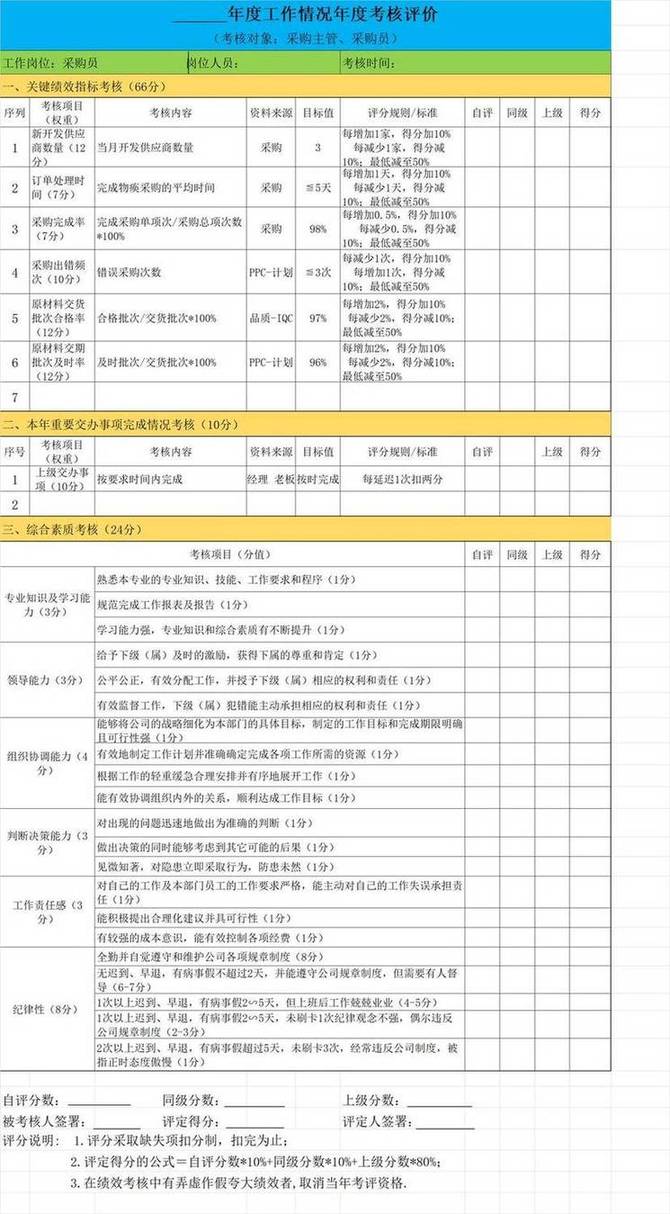 ______年度工作情况年度考核评价
(考核对象: 采购主管、采购员)
工作岗位: 采购员 岗位人员: 考核时间:
一、关键绩效指标考核(66分)
序列 考核项目(权重) 考核内容 资料来源 目标值 评分规则/标准 自评 同级 上级 得分
1 新开发供应商数量(12分) 当月开发供应商数量 采购 3 每增加1家, 得分加10% 每减少1家, 得分减10%; 最低减至50%
2 订单处理时间(7分) 完成物项采购的平均时间 采购 ≦5天 每增加1天, 得分加10% 每减少1天, 得分减10%; 最低减至50%
3 采购完成率(7分) 完成采购单项次/采购总项次数*100% 采购 98% 每增加0.5%, 得分加10% 每减少0.5%, 得分减10%; 最低减至50%
4 采购出错频次(10分) 错误采购次数 PPC-计划 ≦3次 每减少1次, 得分加10% 每增加1次, 得分减10%; 最低减至50%
5 原材料交货批次合格率(12分) 合格批次/交货批次*100% 品质-IQC 97% 每增加2%, 得分加10% 每减少2%, 得分减10%; 最低减至50%
6 原材料交期批次及时率(12分) 及时批次/交货批次*100% PPC-计划 96% 每增加2%, 得分加10% 每减少2%, 得分减10%; 最低减至50%
7
二、本年重要交办事项完成情况考核(10分)
序号 考核项目(权重) 考核内容 资料来源 目标值 评分规则/标准 自评 上级 得分
1 上级交办事项(10分) 按要求时间内完成 经理 老板 按时完成 每延迟1次扣两分
2
三、综合素质考核(24分)
考核项目(分值) 自评 同级 上级 得分
专业知识及学习能力(3分)
熟悉本专业的专业知识、技能、工作要求和程序(1分)
规范完成工作报表及报告(1分)
学习能力强, 专业知识和综合素质有不断提升(1分)
领导能力(3分)
给予下级(属)及时的激励, 获得下属的尊重和肯定(1分)
公平公正, 有效分配工作, 并授予下级(属)相应的权利和责任(1分)
有效监督工作, 下级(属)犯错能主动承担相应的权利和责任(1分)
组织协调能力(4分)
能够将公司的战略细化为本部门的具体目标, 制定的工作目标和完成期限明确且可行性强(1分)
有效地制定工作计划并准确确定完成各项工作所需的资源(1分)
根据工作的轻重缓急合理安排并有序地展开工作(1分)
能有效协调组织内外的关系, 顺利达成工作目标(1分)
判断决策能力(3分)
对出现的问题迅速地做出为准确的判断(1分)
做出决策的同时能够考虑到其它可能的后果(1分)
见微知著, 对隐患立即采取行为, 防患未然(1分)
工作责任感(3分)
对自己的工作及本部门员工的工作要求严格, 能主动对自己的工作失误承担责任(1分)
能积极提出合理化建议并具可行性(1分)
有较强的成本意识, 能有效控制各项经费(1分)
纪律性(8分)
全勤并自觉遵守和维护公司各项规章制度(8分)
无迟到、早退, 有病事假不超过2天, 并能遵守公司规章制度, 但需要有人督导(6-7分)
1次以上迟到、早退, 有病事假2∽5天, 但上班后工作兢兢业业(4-5分)
1次以上迟到、早退, 有病事假2∽5天, 未刷卡1次纪律观念不强, 偶尔违反公司规章制度(2-3分)
2次以上迟到、早退, 有病事假超过5天, 未刷卡3次, 经常违反公司制度, 被指正时态度傲慢(1分)
自评分数: ________ 同级分数: ________ 上级分数: ________
被考核人签署: ______ 评定得分: ________ 评定人签署: ________
评分说明: 1.评分采取缺失项扣分制, 扣完为止;
2.评定得分的公式=自评分数*10%+同级分数*10%+上级分数*80%;
3.在绩效考核中有弄虚作假夸大绩效者,取消当年考评资格.